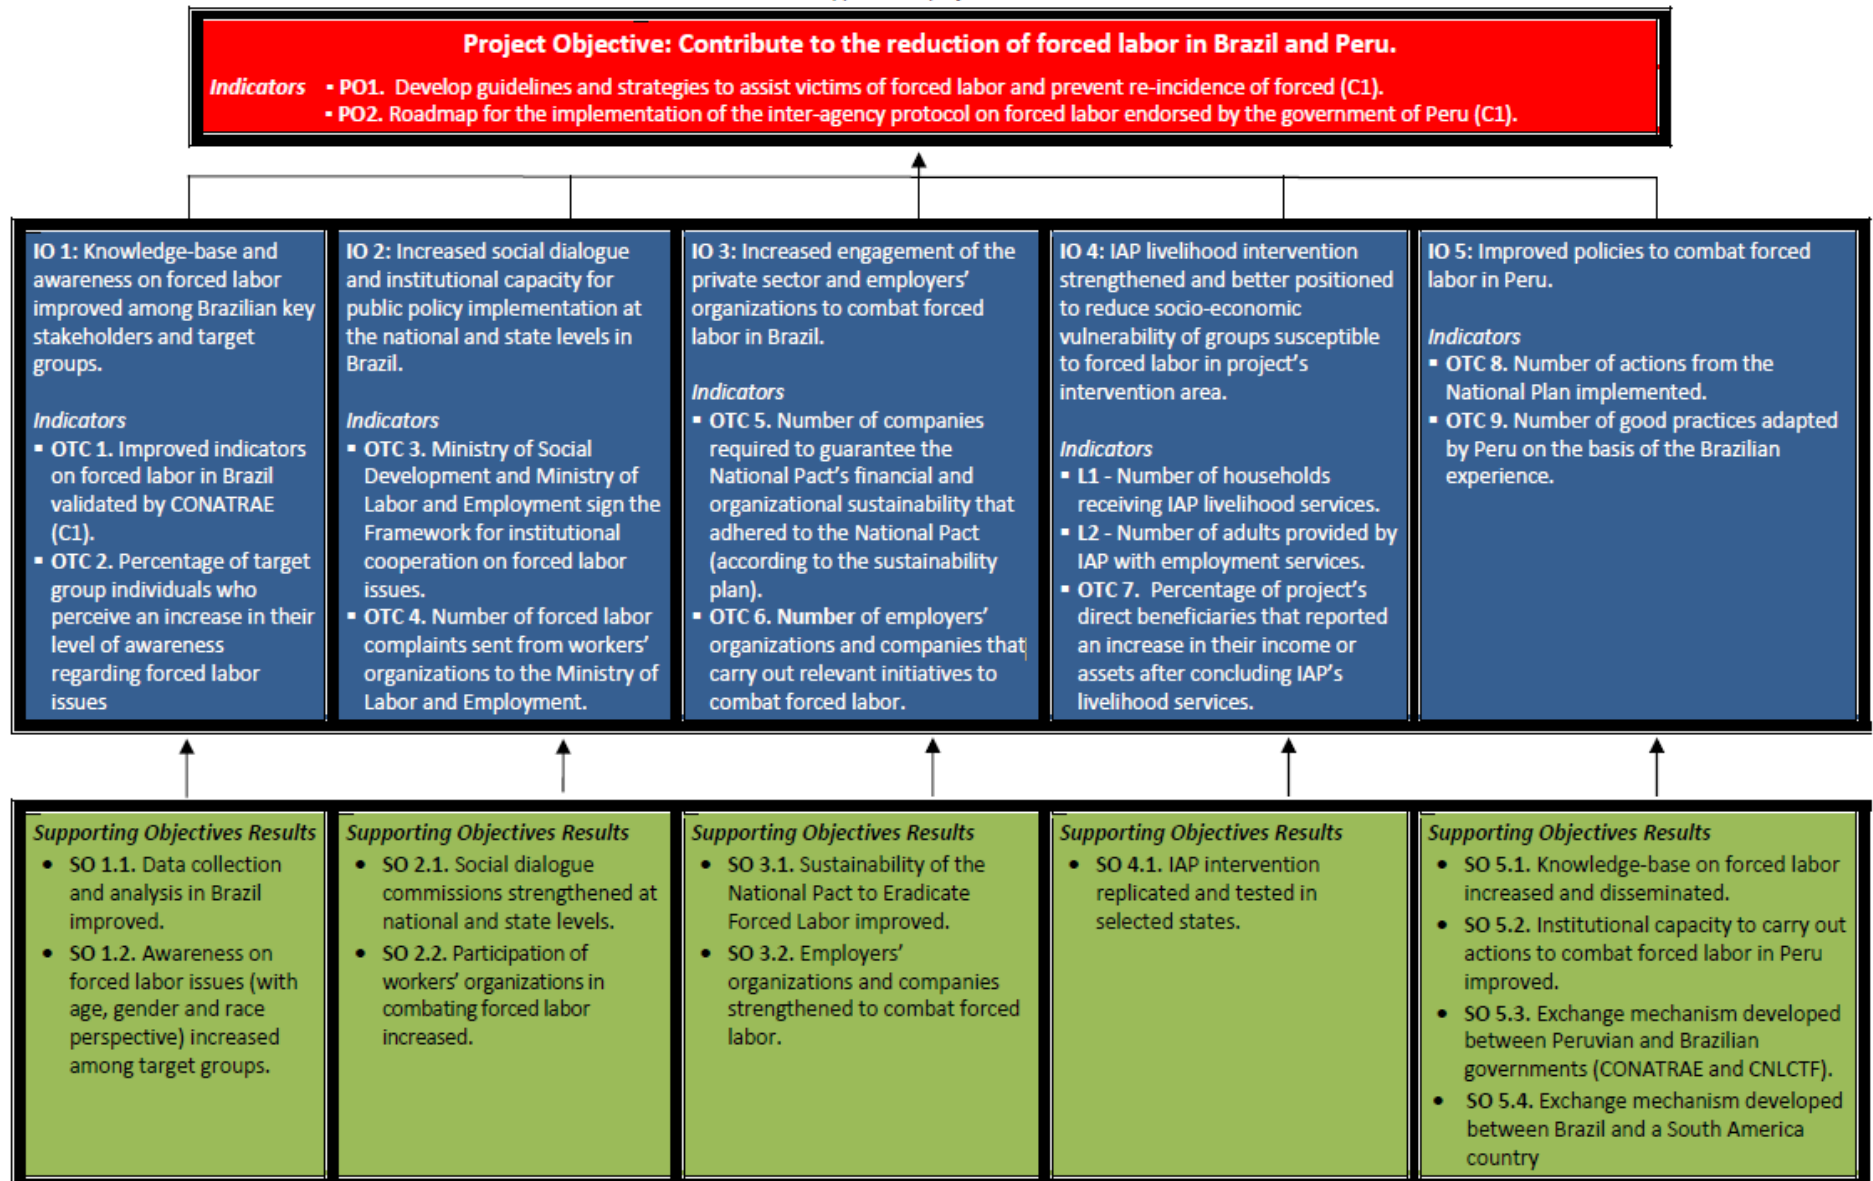 Project Objective: Contribute to the reduction of forced labor in Brazil and Peru.
Indicators ▪ PO1. Develop guidelines and strategies to assist victims of forced labor and prevent re-incidence of forced (C1).
▪ PO2. Roadmap for the implementation of the inter-agency protocol on forced labor endorsed by the government of Peru (C1).
IO 1: Knowledge-base and
awareness on forced labor
improved among Brazilian key
stakeholders and target
groups.
Indicators
▪ OTC 1. Improved indicators
on forced labor in Brazil
validated by CONATRAE
(C1).
▪ OTC 2. Percentage of target
group individuals who
perceive an increase in their
level of awareness
regarding forced labor
issues
IO 2: Increased social dialogue
and institutional capacity for
public policy implementation at
the national and state levels in
Brazil.
Indicators
▪ OTC 3. Ministry of Social
Development and Ministry of
Labor and Employment sign the
Framework for institutional
cooperation on forced labor
issues.
▪ OTC 4. Number of forced labor
complaints sent from workers'
organizations to the Ministry of
Labor and Employment.
IO 3: Increased engagement of the
private sector and employers'
organizations to combat forced
labor in Brazil.
Indicators
▪ OTC 5. Number of companies
required to guarantee the
National Pact's financial and
organizational sustainability that
adhered to the National Pact
(according to the sustainability
plan).
▪ OTC 6. Number of employers'
organizations and companies that
carry out relevant initiatives to
combat forced labor.
IO 4: IAP livelihood intervention
strengthened and better positioned
to reduce socio-economic
vulnerability of groups susceptible
to forced labor in project's
intervention area.
Indicators
▪ L1 - Number of households
receiving IAP livelihood services.
▪ L2 - Number of adults provided by
IAP with employment services.
▪ OTC 7. Percentage of project's
direct beneficiaries that reported
an increase in their income or
assets after concluding IAP's
livelihood services.
IO 5: Improved policies to combat forced
labor in Peru.
Indicators
▪ OTC 8. Number of actions from the
National Plan implemented.
▪ OTC 9. Number of good practices adapted
by Peru on the basis of the Brazilian
experience.
Supporting Objectives Results
• SO 1.1. Data collection
and analysis in Brazil
improved.
• SO 1.2. Awareness on
forced labor issues (with
age, gender and race
perspective) increased
among target groups.
Supporting Objectives Results
• SO 2.1. Social dialogue
commissions strengthened at
national and state levels.
• SO 2.2. Participation of
workers' organizations in
combating forced labor
increased.
Supporting Objectives Results
• SO 3.1. Sustainability of the
National Pact to Eradicate
Forced Labor improved.
• SO 3.2. Employers'
organizations and companies
strengthened to combat forced
labor.
Supporting Objectives Results
• SO 4.1. IAP intervention
replicated and tested in
selected states.
Supporting Objectives Results
• SO 5.1. Knowledge-base on forced labor
increased and disseminated.
• SO 5.2. Institutional capacity to carry out
actions to combat forced labor in Peru
improved.
• SO 5.3. Exchange mechanism developed
between Peruvian and Brazilian
governments (CONATRAE and CNLCTF).
• SO 5.4. Exchange mechanism developed
between Brazil and a South America
country